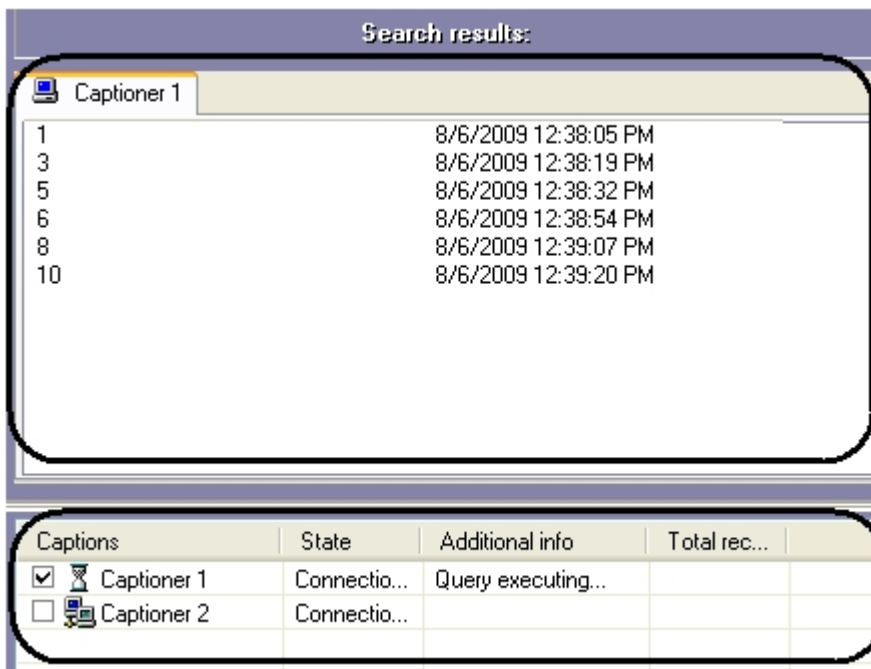 Search results:
Captioner 1
1 8/6/2009 12:38:05 PM
3 8/6/2009 12:38:19 PM
5 8/6/2009 12:38:32 PM
6 8/6/2009 12:38:54 PM
8 8/6/2009 12:39:07 PM
10 8/6/2009 12:39:20 PM
Captions State Additional info Total rec...
Captioner 1 Connectio... Query executing...
Captioner 2 Connectio...